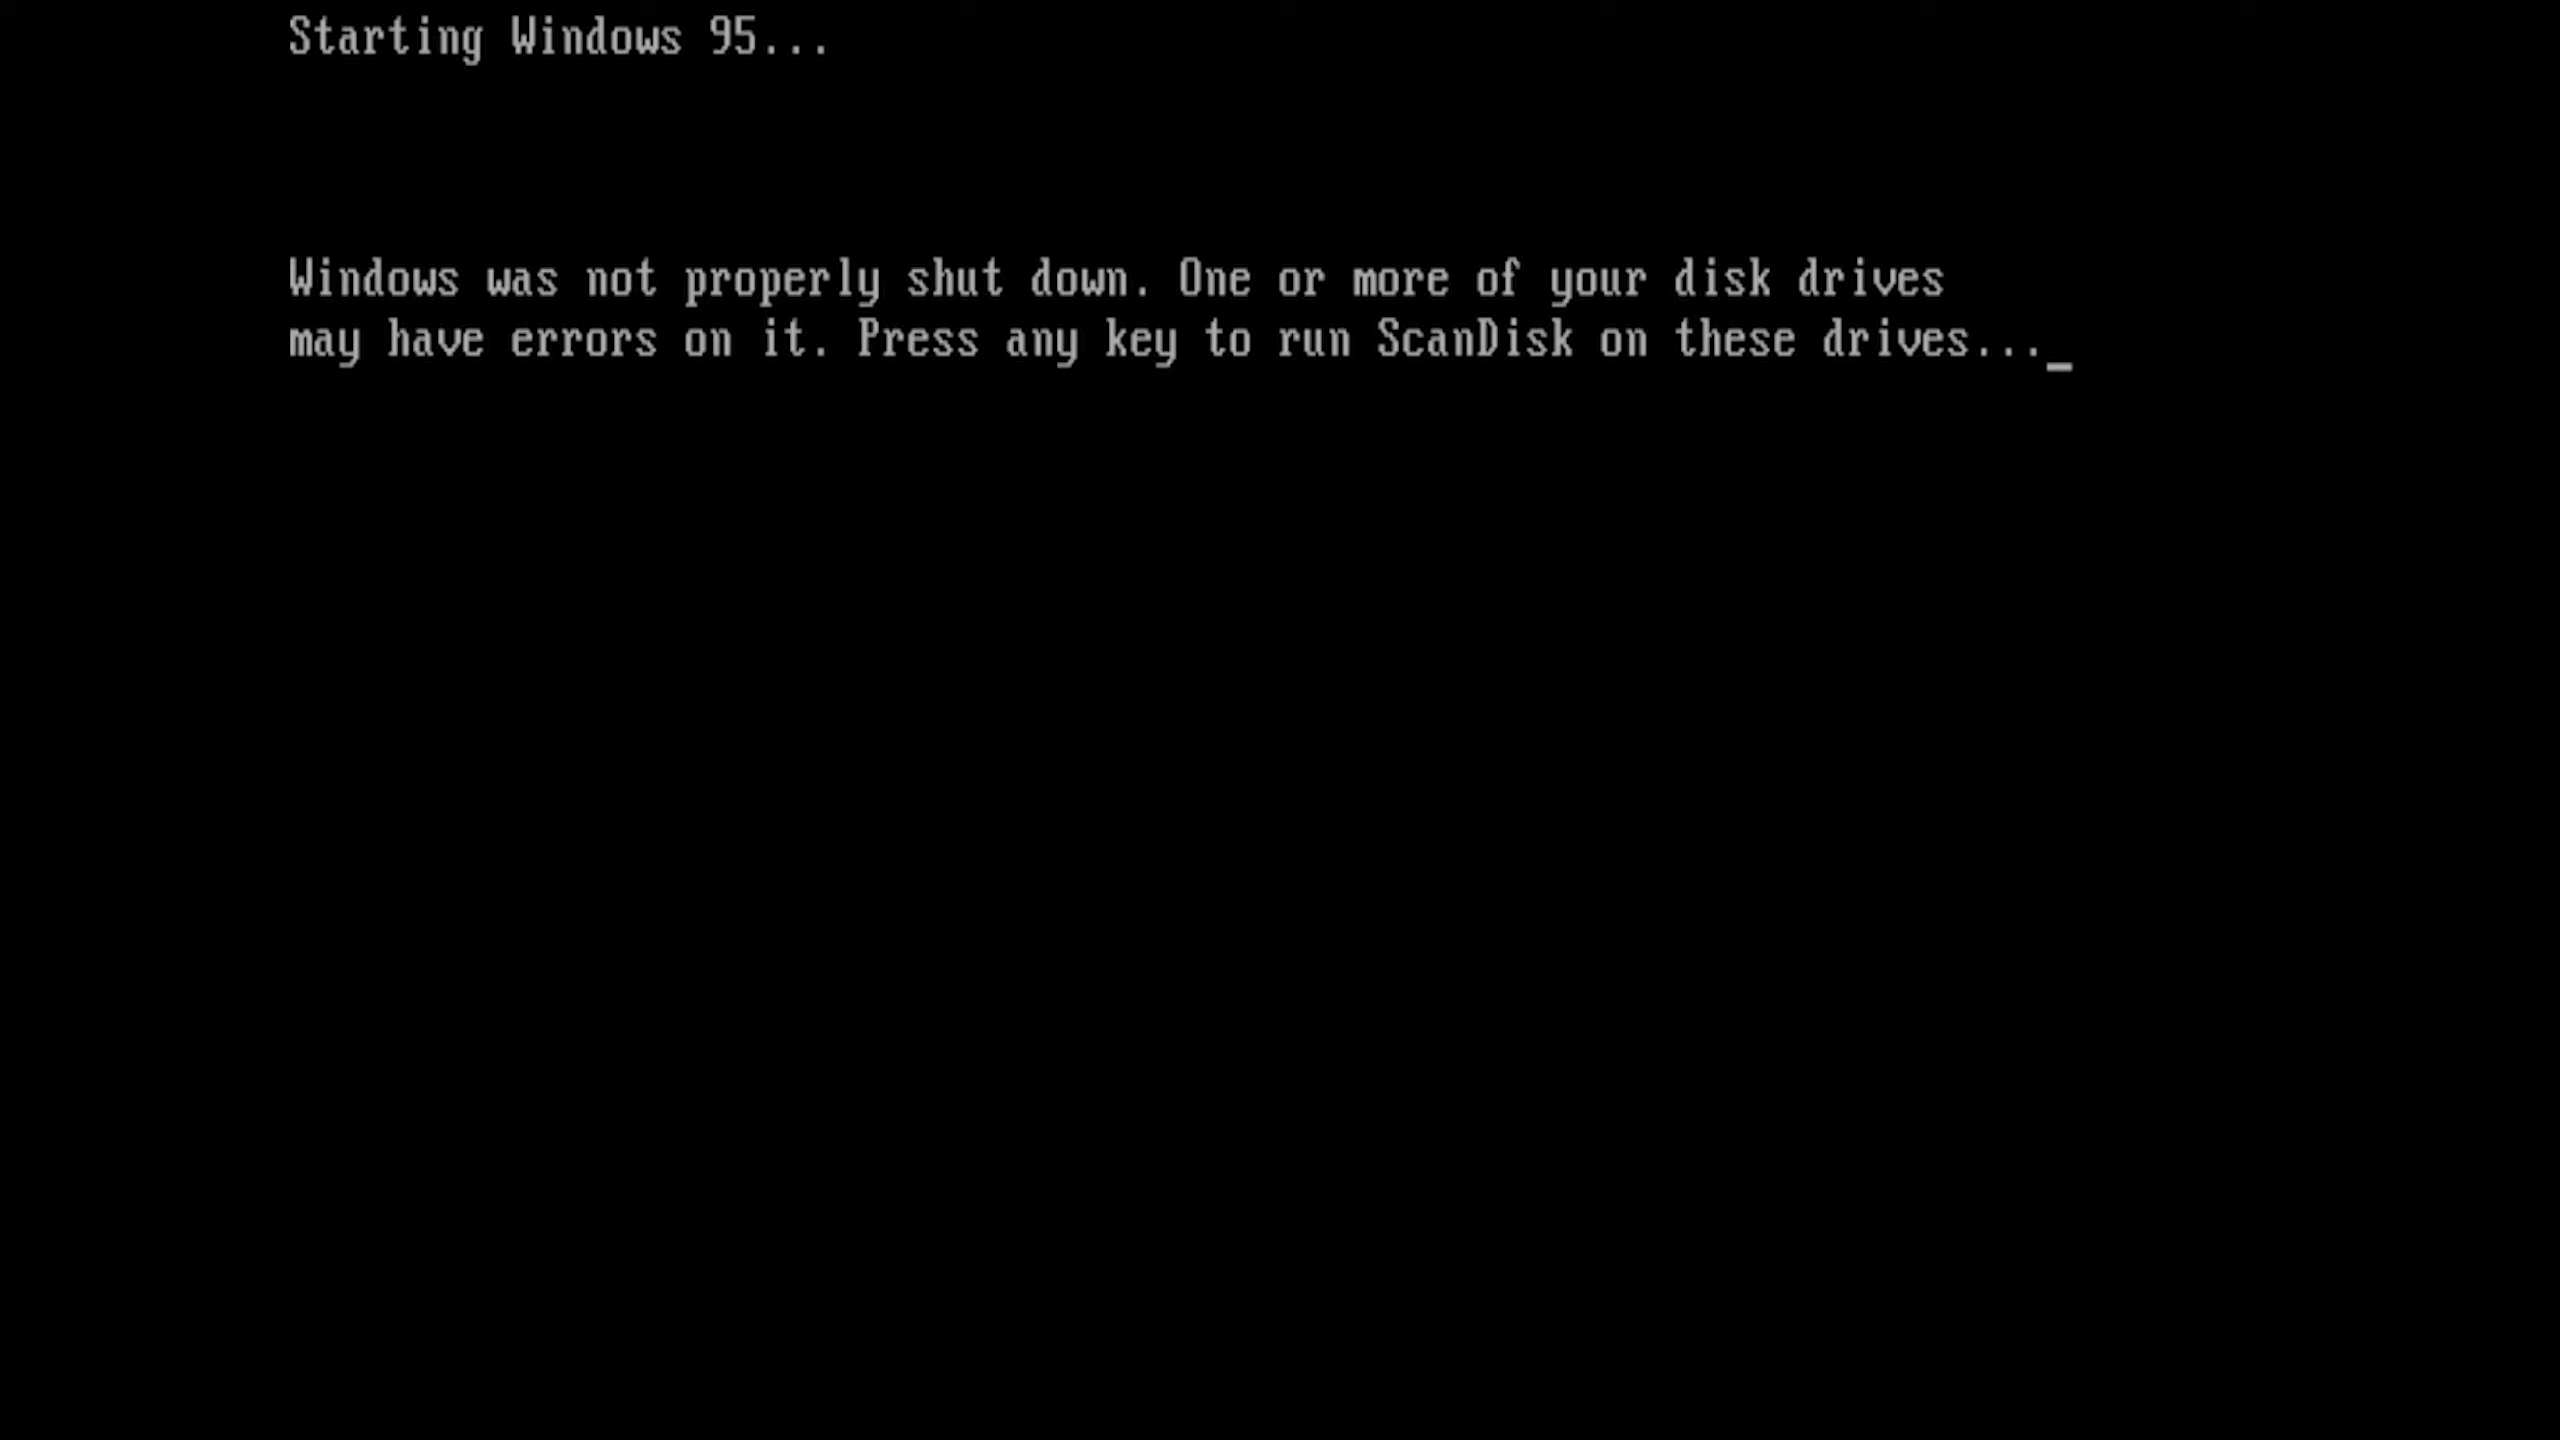 Starting Windows 95...
Windows was not properly shut down. One or more of your disk drives
may have errors on it. Press any key to run ScanDisk on these drives..._